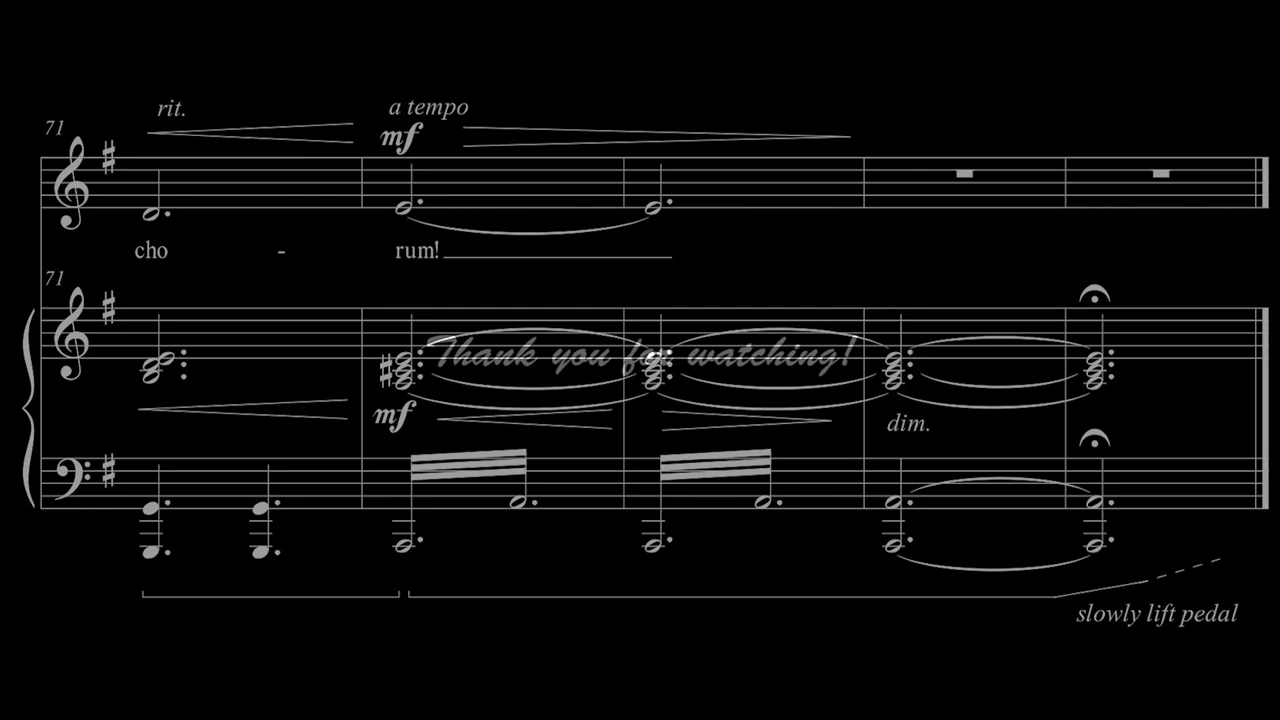 rit.
a tempo
71
mf
cho - rum!
71
Thank you for watching!
mf
dim.
slowly lift pedal